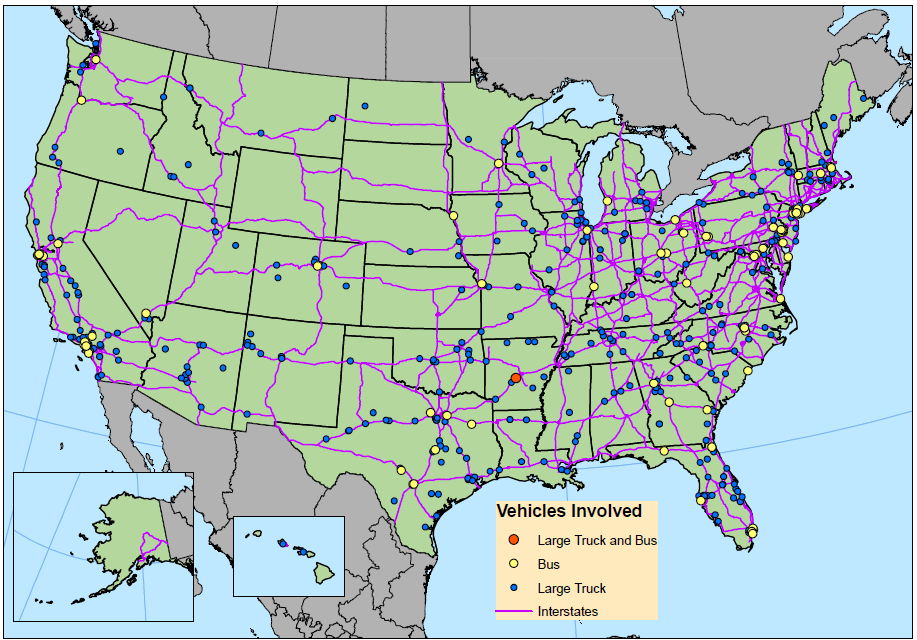 Vehicles Involved
Large Truck and Bus
Bus
Large Truck
Interstates